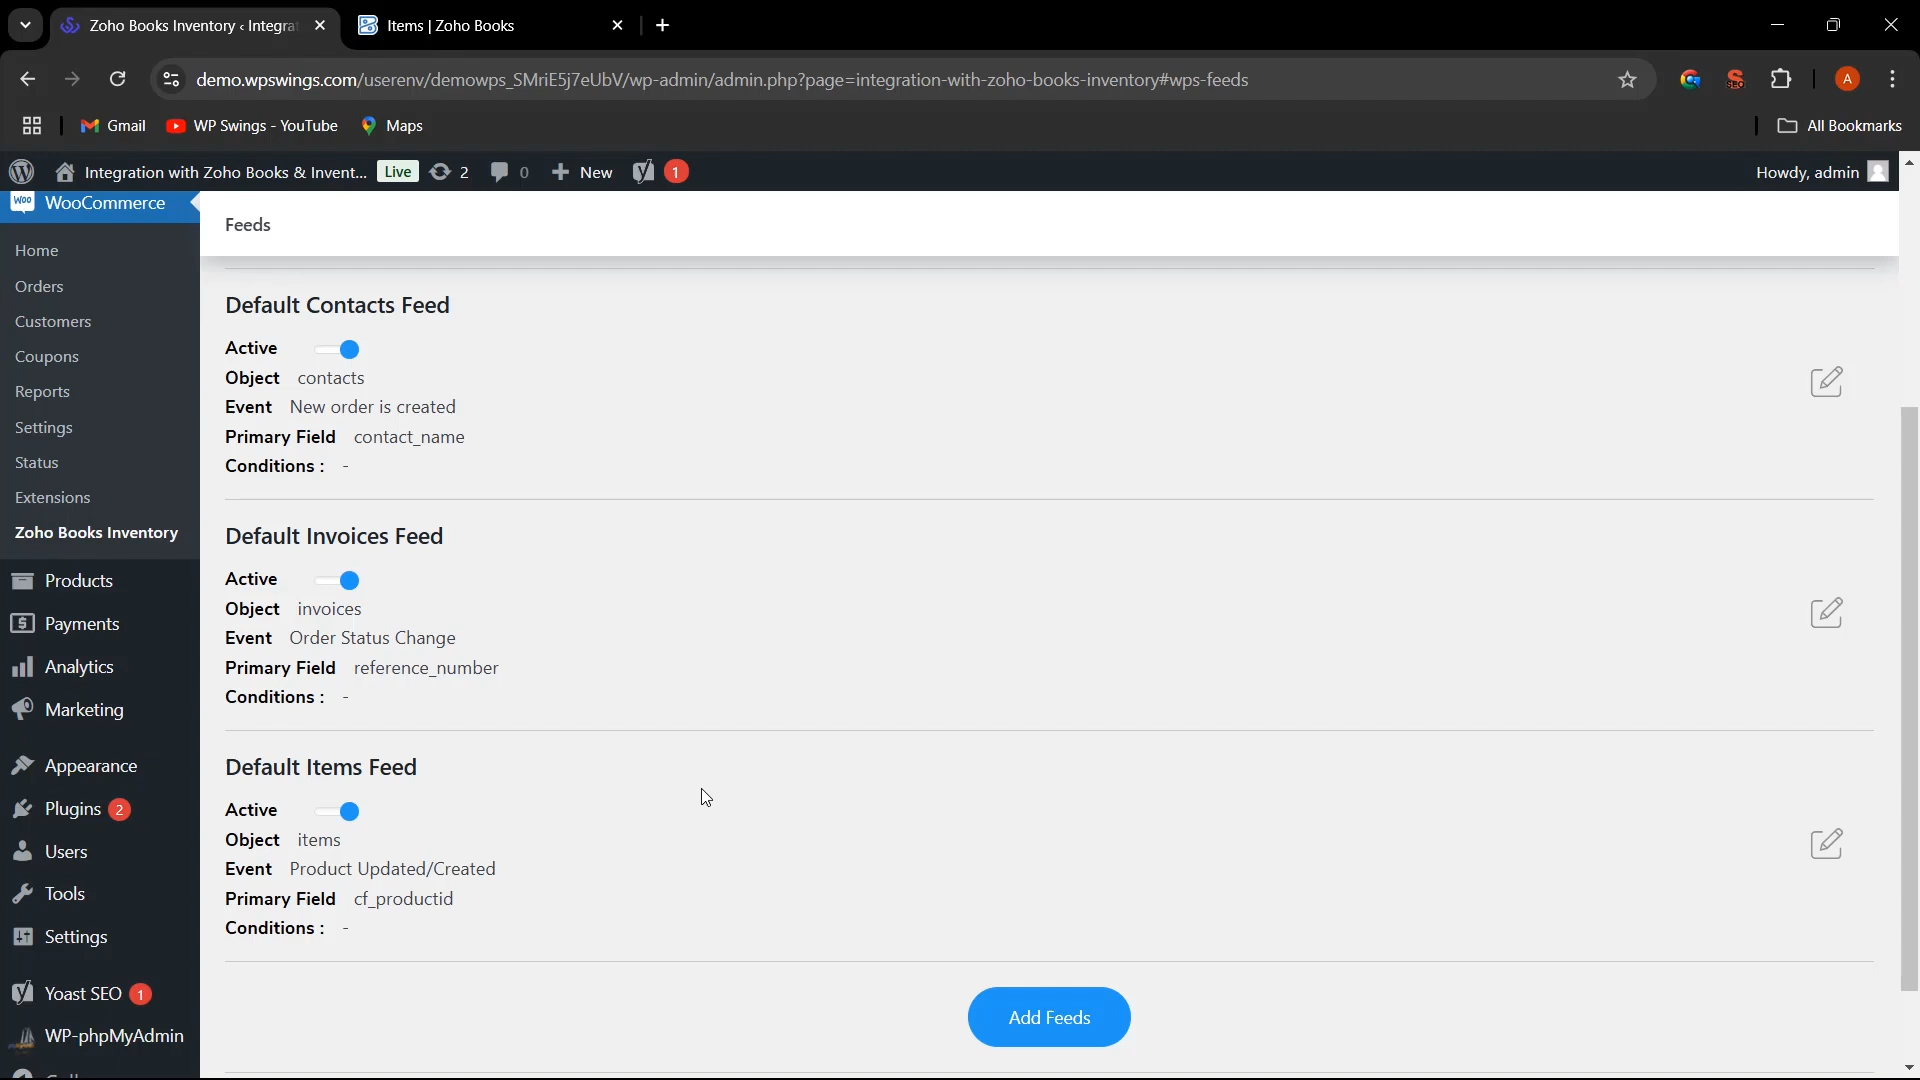 Zoho Books Inventory ‹ Integra
Items | Zoho Books
demo.wpswings.com/userenv/demowps_SMriE5j7eUbV/wp-admin/admin.php?page=integration-with-zoho-books-inventory#wps-feeds
SEO
A
Gmail
WP Swings - YouTube
Maps
All Bookmarks
Integration with Zoho Books & Invent...
Live
2
0
New
1
Howdy, admin
Woo
WooCommerce
Home
Orders
Customers
Coupons
Reports
Settings
Status
Extensions
Zoho Books Inventory
Products
Payments
Analytics
Marketing
Appearance
Plugins 2
Users
Tools
Settings
Yoast SEO 1
WP-phpMyAdmin
Feeds
Default Contacts Feed
Active
Object contacts
Event New order is created
Primary Field contact_name
Conditions : -
Default Invoices Feed
Active
Object invoices
Event Order Status Change
Primary Field reference_number
Conditions : -
Default Items Feed
Active
Object items
Event Product Updated/Created
Primary Field cf_productid
Conditions : -
Add Feeds